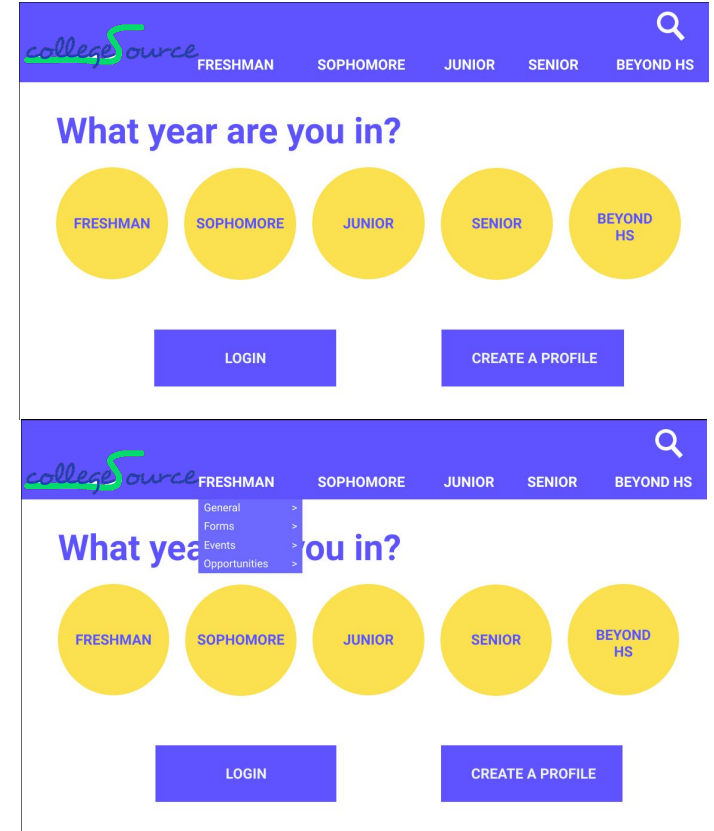 collegeSource
FRESHMAN SOPHOMORE JUNIOR SENIOR BEYOND HS
What year are you in?
FRESHMAN SOPHOMORE JUNIOR SENIOR BEYOND
HS
LOGIN CREATE A PROFILE
collegeSource
FRESHMAN SOPHOMORE JUNIOR SENIOR BEYOND HS
General >
Forms >
Events >
Opportunities >
What yea ou in?
FRESHMAN SOPHOMORE JUNIOR SENIOR BEYOND
HS
LOGIN CREATE A PROFILE